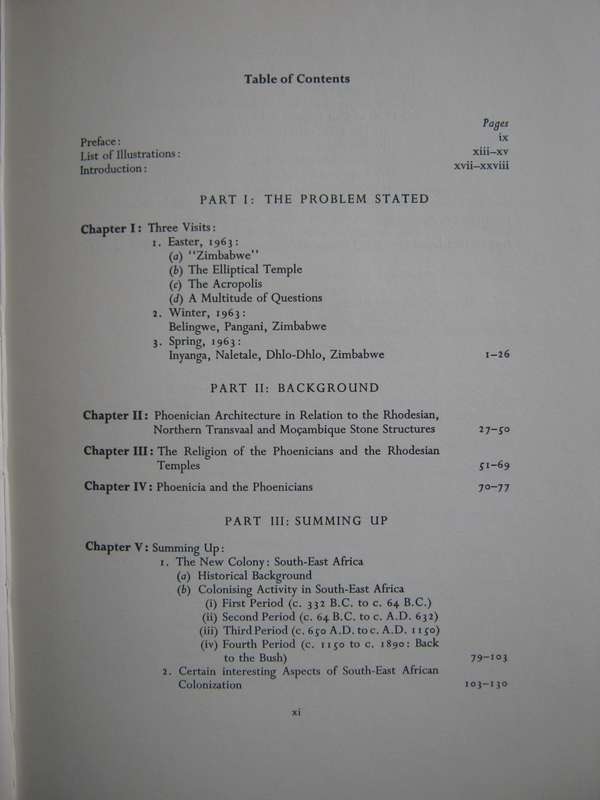 Table of Contents
Pages
Preface: ix
List of Illustrations: xiii–xv
Introduction: xvii–xxviii
PART I: THE PROBLEM STATED
Chapter I: Three Visits:
1. Easter, 1963:
(a) "Zimbabwe"
(b) The Elliptical Temple
(c) The Acropolis
(d) A Multitude of Questions
2. Winter, 1963:
Belingwe, Pangani, Zimbabwe
3. Spring, 1963:
Inyanga, Naletale, Dhlo-Dhlo, Zimbabwe 1–26
PART II: BACKGROUND
Chapter II: Phoenician Architecture in Relation to the Rhodesian,
Northern Transvaal and Moçambique Stone Structures 27–50
Chapter III: The Religion of the Phoenicians and the Rhodesian
Temples 51–69
Chapter IV: Phoenicia and the Phoenicians 70–77
PART III: SUMMING UP
Chapter V: Summing Up:
1. The New Colony: South-East Africa
(a) Historical Background
(b) Colonising Activity in South-East Africa
(i) First Period (c. 332 B.C. to c. 64 B.C.)
(ii) Second Period (c. 64 B.C. to c. A.D. 632)
(iii) Third Period (c. 650 A.D. to c. A.D. 1150)
(iv) Fourth Period (c. 1150 to c. 1890: Back
to the Bush) 79–103
2. Certain interesting Aspects of South-East African
Colonization 103–130
xi